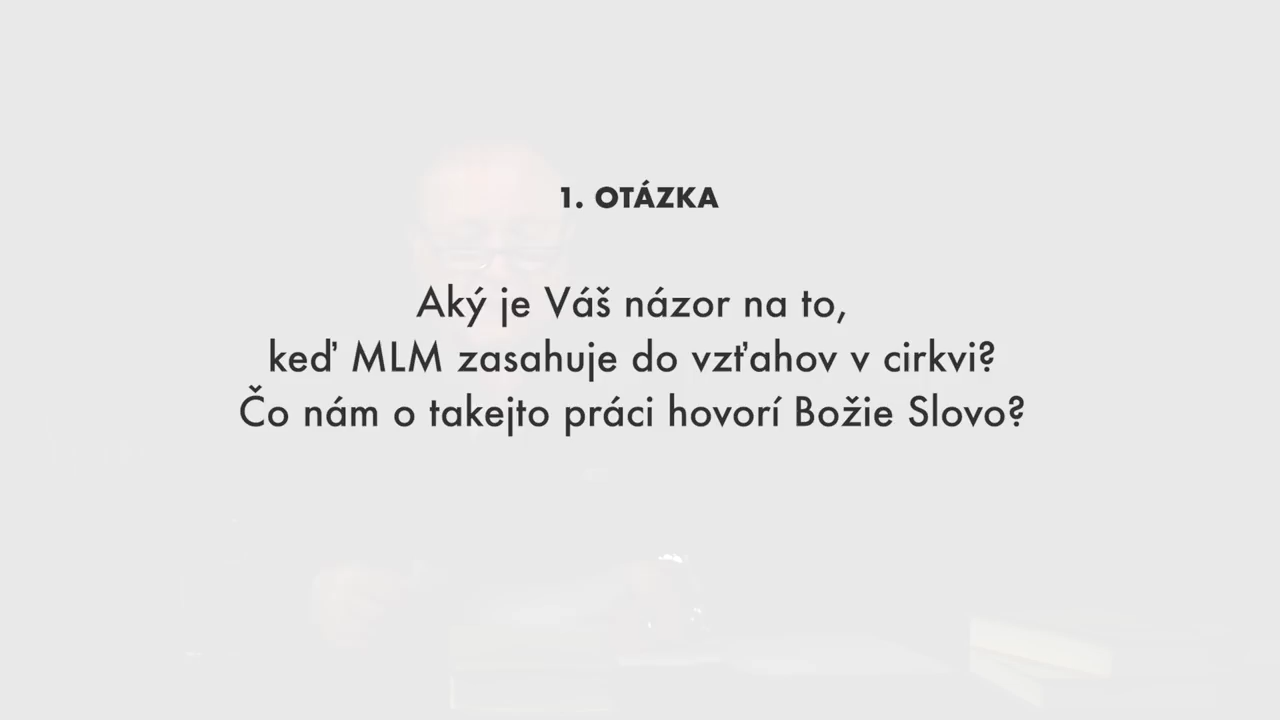 1. OTÁZKA
Aký je Váš názor na to,
keď MLM zasahuje do vzťahov v cirkvi?
Čo nám o takejto práci hovorí Božie Slovo?